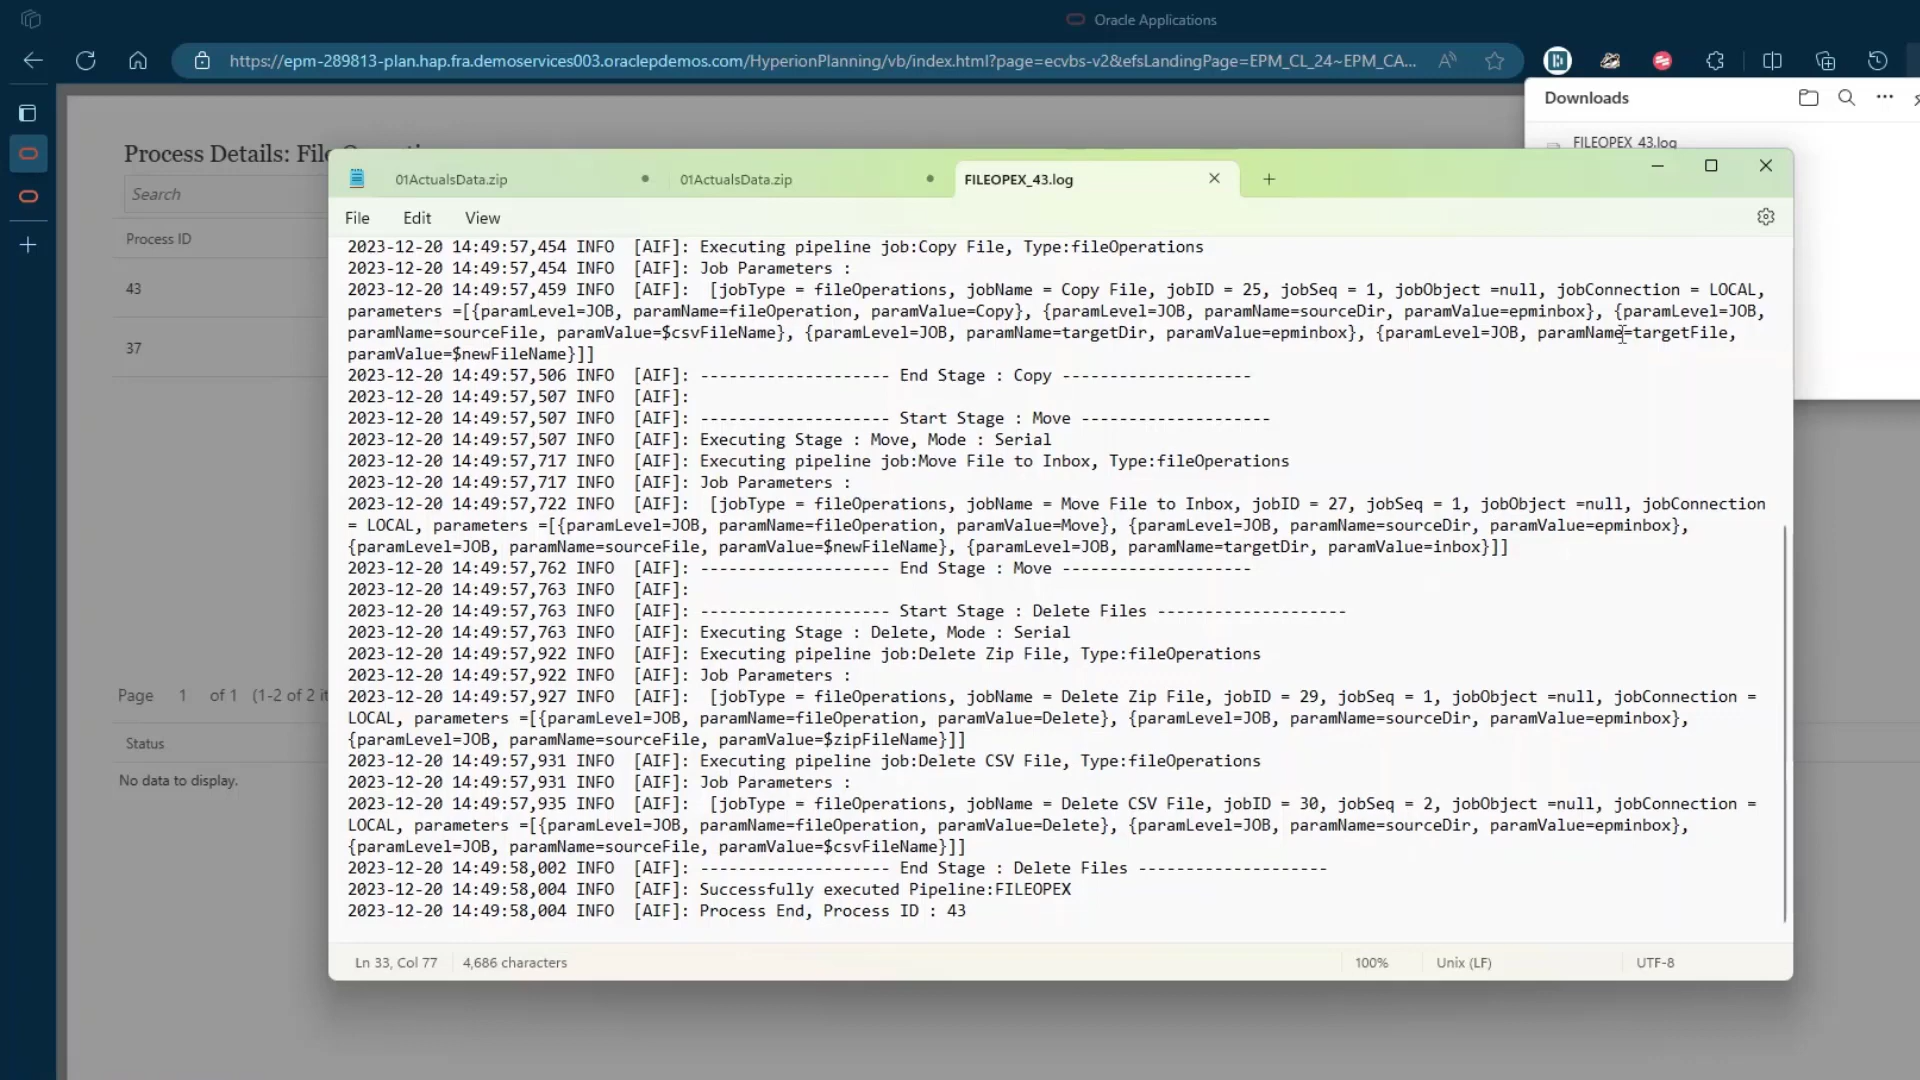 Oracle Applications
https://epm-289813-plan.hap.fra.demoservices003.oraclepdemos.com/HyperionPlanning/vb/index.html?page=ecvbs-v2&efsLandingPage=EPM_CL_24~EPM_CA...
Downloads
FILEOPEX_43.log
Process Details: File
Search
Process ID
43
37
Page 1 of 1 (1-2 of 2 it
Status
No data to display.
01ActualsData.zip
01ActualsData.zip
FILEOPEX_43.log
File Edit View
2023-12-20 14:49:57,454 INFO [AIF]: Executing pipeline job:Copy File, Type:fileOperations
2023-12-20 14:49:57,454 INFO [AIF]: Job Parameters :
2023-12-20 14:49:57,459 INFO [AIF]: [jobType = fileOperations, jobName = Copy File, jobID = 25, jobSeq = 1, jobObject =null, jobConnection = LOCAL,
parameters =[{paramLevel=JOB, paramName=fileOperation, paramValue=Copy}, {paramLevel=JOB, paramName=sourceDir, paramValue=epminbox}, {paramLevel=JOB,
paramName=sourceFile, paramValue=$csvFileName}, {paramLevel=JOB, paramName=targetDir, paramValue=epminbox}, {paramLevel=JOB, paramName=targetFile,
paramValue=$newFileName}]]
2023-12-20 14:49:57,506 INFO [AIF]: -------------------- End Stage : Copy --------------------
2023-12-20 14:49:57,507 INFO [AIF]:
2023-12-20 14:49:57,507 INFO [AIF]: -------------------- Start Stage : Move --------------------
2023-12-20 14:49:57,507 INFO [AIF]: Executing Stage : Move, Mode : Serial
2023-12-20 14:49:57,717 INFO [AIF]: Executing pipeline job:Move File to Inbox, Type:fileOperations
2023-12-20 14:49:57,717 INFO [AIF]: Job Parameters :
2023-12-20 14:49:57,722 INFO [AIF]: [jobType = fileOperations, jobName = Move File to Inbox, jobID = 27, jobSeq = 1, jobObject =null, jobConnection
= LOCAL, parameters =[{paramLevel=JOB, paramName=fileOperation, paramValue=Move}, {paramLevel=JOB, paramName=sourceDir, paramValue=epminbox},
{paramLevel=JOB, paramName=sourceFile, paramValue=$newFileName}, {paramLevel=JOB, paramName=targetDir, paramValue=inbox}]]
2023-12-20 14:49:57,762 INFO [AIF]: -------------------- End Stage : Move --------------------
2023-12-20 14:49:57,763 INFO [AIF]:
2023-12-20 14:49:57,763 INFO [AIF]: -------------------- Start Stage : Delete Files --------------------
2023-12-20 14:49:57,763 INFO [AIF]: Executing Stage : Delete, Mode : Serial
2023-12-20 14:49:57,922 INFO [AIF]: Executing pipeline job:Delete Zip File, Type:fileOperations
2023-12-20 14:49:57,922 INFO [AIF]: Job Parameters :
2023-12-20 14:49:57,927 INFO [AIF]: [jobType = fileOperations, jobName = Delete Zip File, jobID = 29, jobSeq = 1, jobObject =null, jobConnection =
LOCAL, parameters =[{paramLevel=JOB, paramName=fileOperation, paramValue=Delete}, {paramLevel=JOB, paramName=sourceDir, paramValue=epminbox},
{paramLevel=JOB, paramName=sourceFile, paramValue=$zipFileName}]]
2023-12-20 14:49:57,931 INFO [AIF]: Executing pipeline job:Delete CSV File, Type:fileOperations
2023-12-20 14:49:57,931 INFO [AIF]: Job Parameters :
2023-12-20 14:49:57,935 INFO [AIF]: [jobType = fileOperations, jobName = Delete CSV File, jobID = 30, jobSeq = 2, jobObject =null, jobConnection =
LOCAL, parameters =[{paramLevel=JOB, paramName=fileOperation, paramValue=Delete}, {paramLevel=JOB, paramName=sourceDir, paramValue=epminbox},
{paramLevel=JOB, paramName=sourceFile, paramValue=$csvFileName}]]
2023-12-20 14:49:58,002 INFO [AIF]: -------------------- End Stage : Delete Files --------------------
2023-12-20 14:49:58,004 INFO [AIF]: Successfully executed Pipeline:FILEOPEX
2023-12-20 14:49:58,004 INFO [AIF]: Process End, Process ID : 43
Ln 33, Col 77 4,686 characters 100% Unix (LF) UTF-8